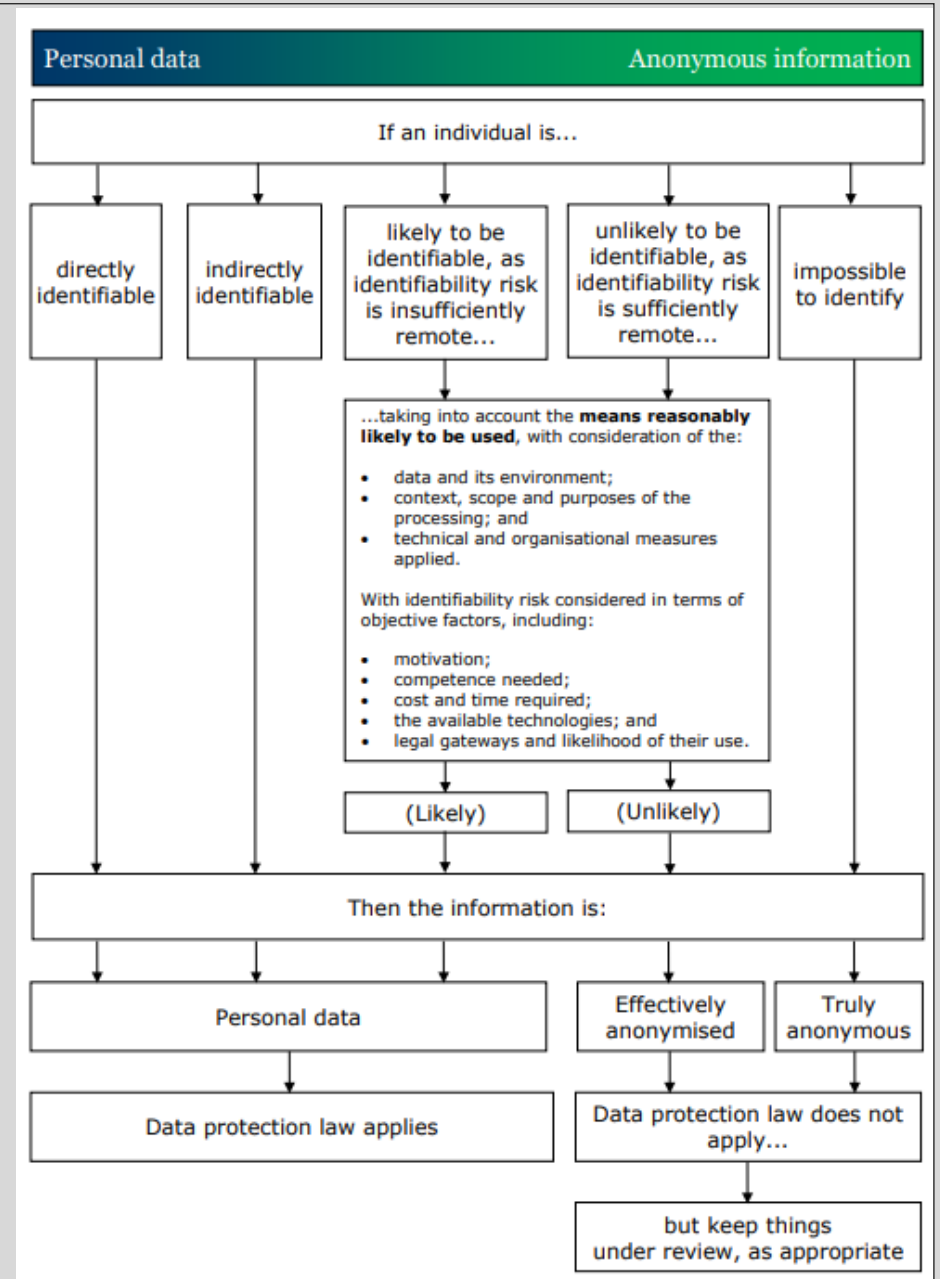 Personal data
Anonymous information
If an individual is...
directly
identifiable
indirectly
identifiable
likely to be
identifiable, as
identifiability risk
is insufficiently
remote...
unlikely to be
identifiable, as
identifiability risk
is sufficiently
remote...
impossible
to identify
...taking into account the means reasonably
likely to be used, with consideration of the:
• data and its environment;
• context, scope and purposes of the
processing; and
• technical and organisational measures
applied.
With identifiability risk considered in terms of
objective factors, including:
• motivation;
• competence needed;
• cost and time required;
• the available technologies; and
• legal gateways and likelihood of their use.
(Likely)
(Unlikely)
Then the information is:
Personal data
Effectively
anonymised
Truly
anonymous
Data protection law applies
Data protection law does not
apply...
but keep things
under review, as appropriate